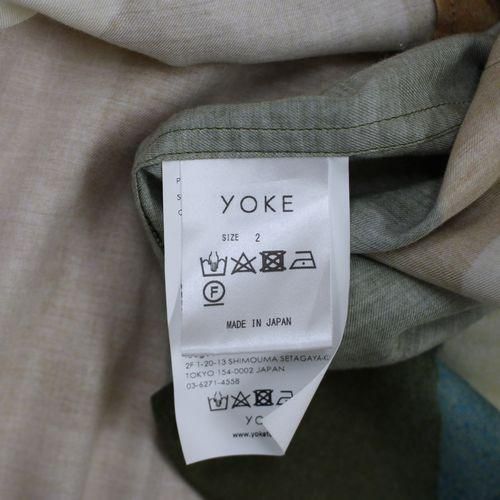 YOKE
SIZE 2
F
MADE IN JAPAN
2F 1-20-13 SHIMOUMA SETAGAYA-
TOKYO 154-0002 JAPAN
03-6271-4558
YO
www.yoke